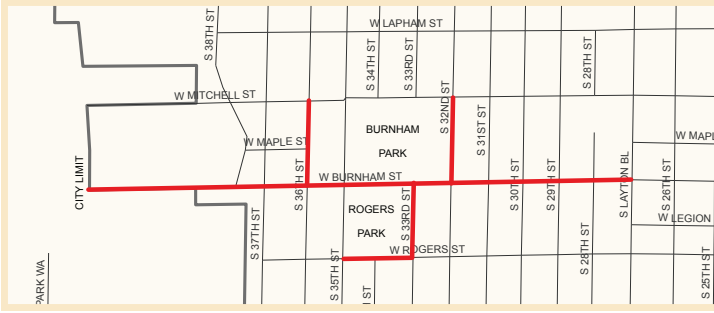 W LAPHAM ST
S 38TH ST
S 34TH ST
S 33RD ST
S 28TH ST
W MITCHELL ST
S 32ND ST
S 31ST ST
BURNHAM
PARK
W MAPLE ST
W MAPL
W BURNHAM ST
S 36TH ST
S 30TH ST
S 29TH ST
S LAYTON BL
S 26TH ST
CITY LIMIT
ROGERS
PARK
S 33RD ST
S 37TH ST
W LEGION
W ROGERS ST
S 35TH ST
S 28TH ST
S 25TH ST
PARK WA
I ST